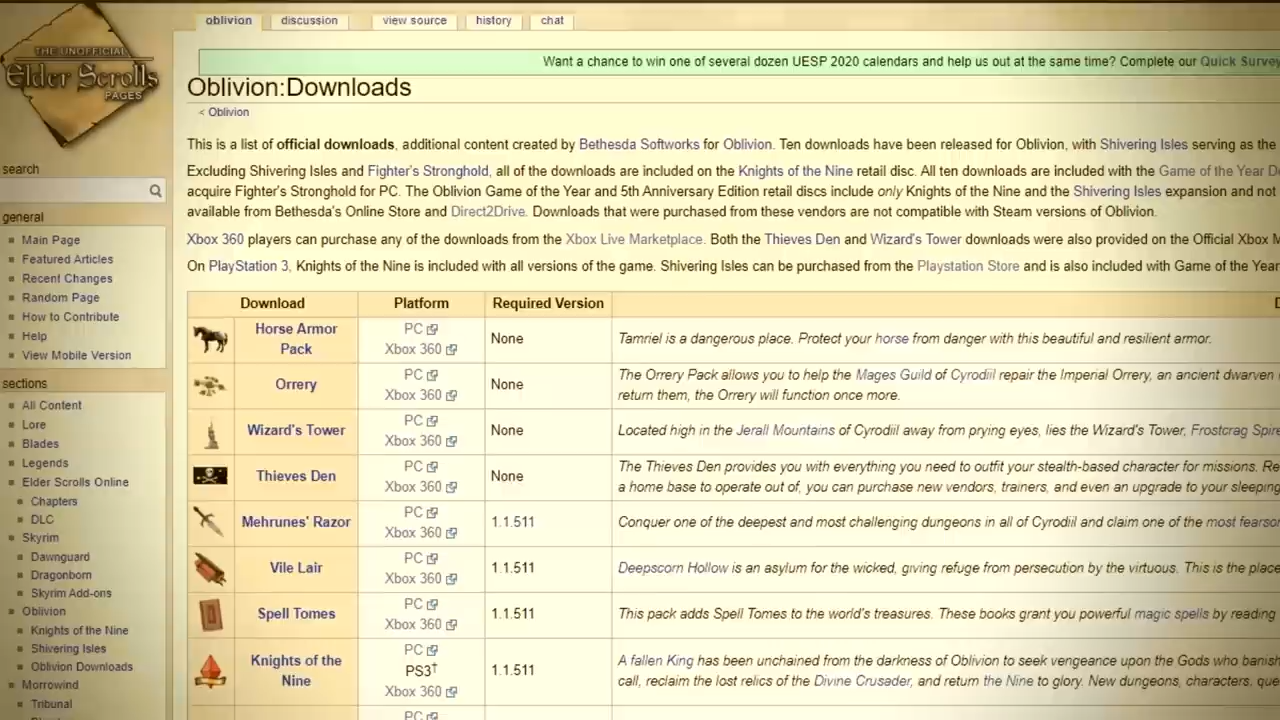 THE UNOFFICIAL
Elder Scrolls
PAGES
oblivion discussion view source history chat
Want a chance to win one of several dozen UESP 2020 calendars and help us out at the same time? Complete our Quick Survey
Oblivion:Downloads
< Oblivion
This is a list of official downloads, additional content created by Bethesda Softworks for Oblivion. Ten downloads have been released for Oblivion, with Shivering Isles serving as the
Excluding Shivering Isles and Fighter's Stronghold, all of the downloads are included on the Knights of the Nine retail disc. All ten downloads are included with the Game of the Year De
acquire Fighter's Stronghold for PC. The Oblivion Game of the Year and 5th Anniversary Edition retail discs include only Knights of the Nine and the Shivering Isles expansion and not
available from Bethesda's Online Store and Direct2Drive. Downloads that were purchased from these vendors are not compatible with Steam versions of Oblivion.
Xbox 360 players can purchase any of the downloads from the Xbox Live Marketplace. Both the Thieves Den and Wizard's Tower downloads were also provided on the Official Xbox M
On PlayStation 3, Knights of the Nine is included with all versions of the game. Shivering Isles can be purchased from the Playstation Store and is also included with Game of the Year
search
general
Main Page
Featured Articles
Recent Changes
Random Page
How to Contribute
Help
View Mobile Version
sections
All Content
Lore
Blades
Legends
Elder Scrolls Online
Chapters
DLC
Skyrim
Dawnguard
Dragonborn
Skyrim Add-ons
Oblivion
Knights of the Nine
Shivering Isles
Oblivion Downloads
Morrowind
Tribunal
Download Platform Required Version
Horse Armor
Pack
PC
Xbox 360
None
Tamriel is a dangerous place. Protect your horse from danger with this beautiful and resilient armor.
Orrery
PC
Xbox 360
None
The Orrery Pack allows you to help the Mages Guild of Cyrodiil repair the Imperial Orrery, an ancient dwarven
return them, the Orrery will function once more.
Wizard's Tower
PC
Xbox 360
None
Located high in the Jerall Mountains of Cyrodiil away from prying eyes, lies the Wizard's Tower, Frostcrag Spire
Thieves Den
PC
Xbox 360
None
The Thieves Den provides you with everything you need to outfit your stealth-based character for missions. Re
a home base to operate out of, you can purchase new vendors, trainers, and even an upgrade to your sleeping
Mehrunes' Razor
PC
Xbox 360
1.1.511
Conquer one of the deepest and most challenging dungeons in all of Cyrodiil and claim one of the most fearso
Vile Lair
PC
Xbox 360
1.1.511
Deepscorn Hollow is an asylum for the wicked, giving refuge from persecution by the virtuous. This is the place
Spell Tomes
PC
Xbox 360
1.1.511
This pack adds Spell Tomes to the world's treasures. These books grant you powerful magic spells by reading
Knights of the
Nine
PC
PS3†
Xbox 360
1.1.511
A fallen King has been unchained from the darkness of Oblivion to seek vengeance upon the Gods who banish
call, reclaim the lost relics of the Divine Crusader, and return the Nine to glory. New dungeons, characters, que
PC